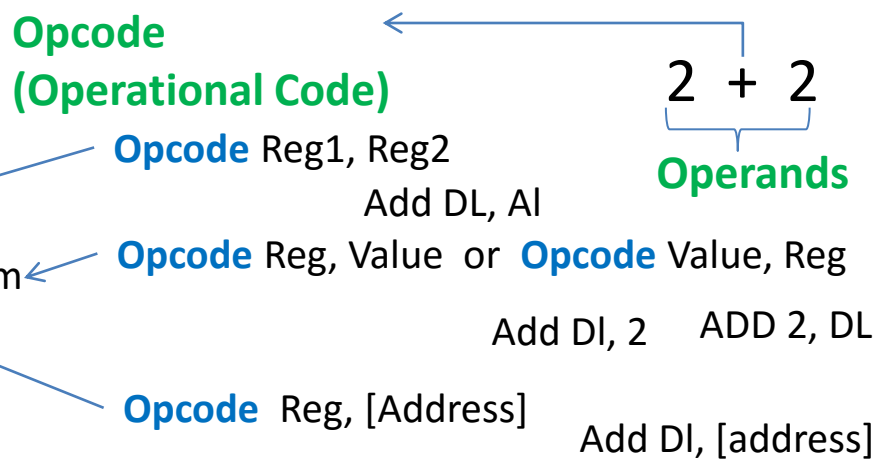 Opcode
(Operational Code)
2 + 2
Operands
Opcode Reg1, Reg2
Add DL, Al
m
Opcode Reg, Value or Opcode Value, Reg
Add Dl, 2 ADD 2, DL
Opcode Reg, [Address]
Add Dl, [address]